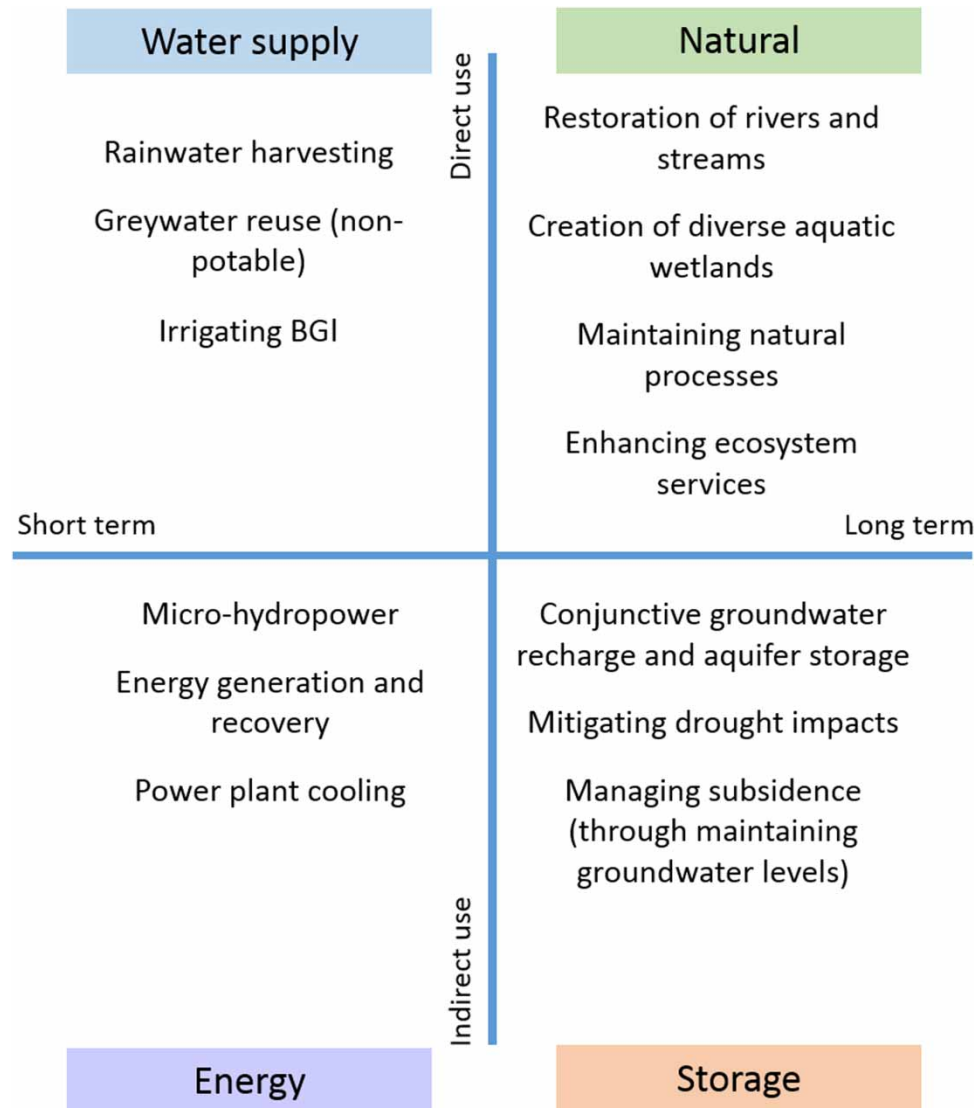 Water supply
Natural
Direct use
Rainwater harvesting
Greywater reuse (non-
potable)
Irrigating BGI
Restoration of rivers and
streams
Creation of diverse aquatic
wetlands
Maintaining natural
processes
Enhancing ecosystem
services
Short term
Long term
Micro-hydropower
Energy generation and
recovery
Power plant cooling
Conjunctive groundwater
recharge and aquifer storage
Mitigating drought impacts
Managing subsidence
(through maintaining
groundwater levels)
Indirect use
Energy
Storage